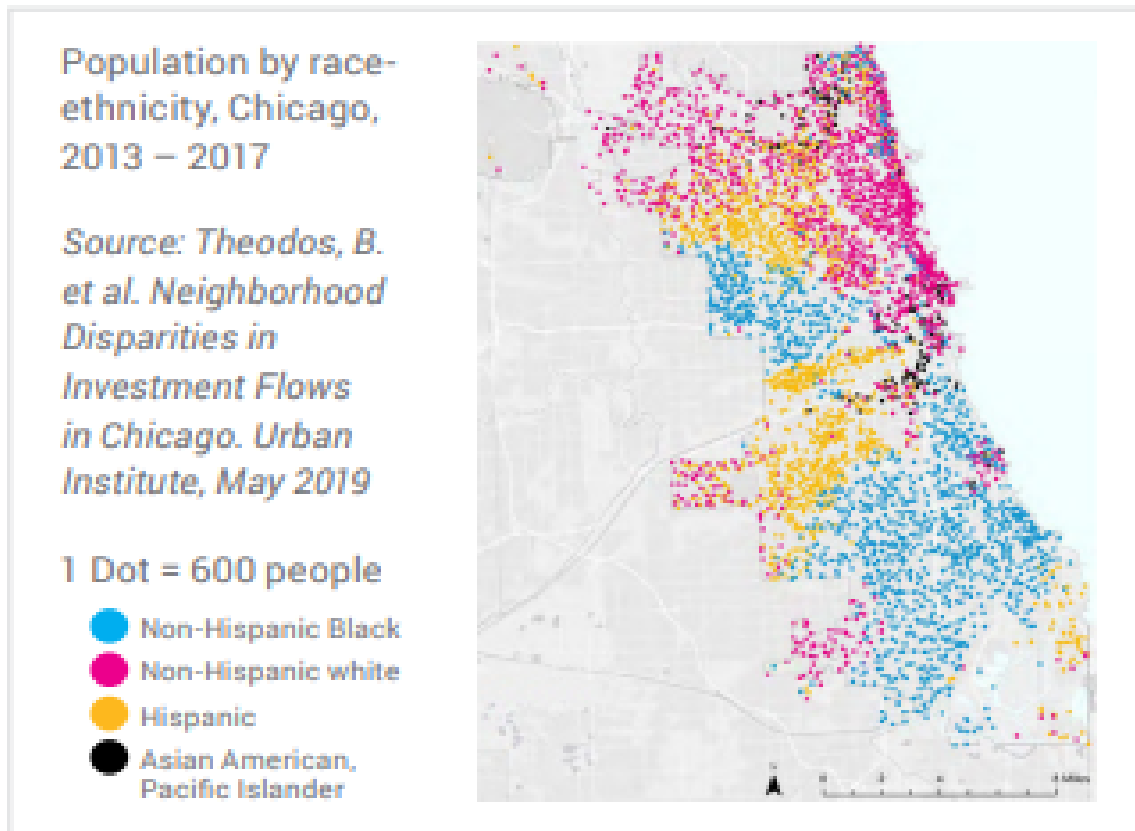 Population by race-
ethnicity, Chicago,
2013 – 2017
Source: Theodos, B.
et al. Neighborhood
Disparities in
Investment Flows
in Chicago. Urban
Institute, May 2019
1 Dot = 600 people
Non-Hispanic Black
Non-Hispanic white
Hispanic
Asian American,
Pacific Islander
Miles